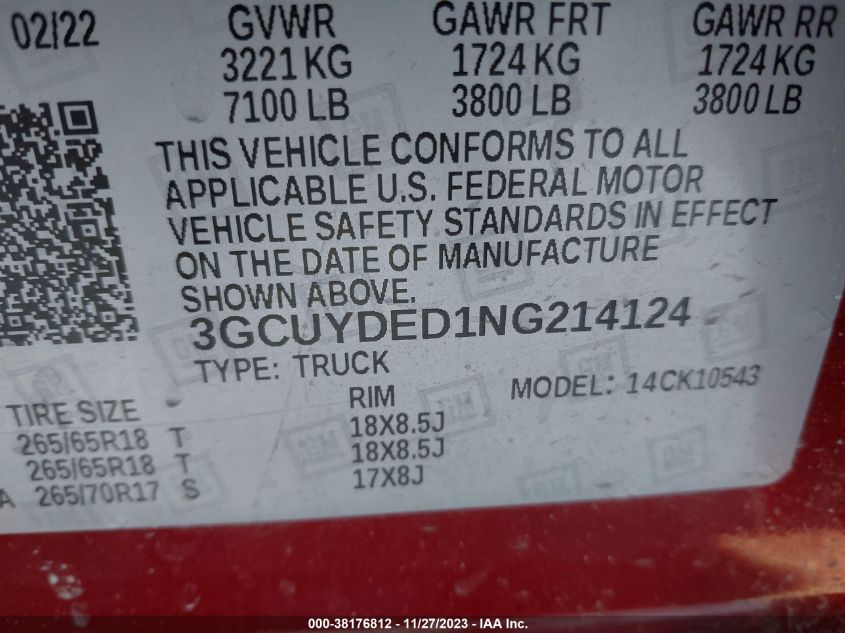 02/22 GVWR GAWR FRT GAWR RR
3221 KG 1724 KG 1724 KG
7100 LB 3800 LB 3800 LB
THIS VEHICLE CONFORMS TO ALL
APPLICABLE U.S. FEDERAL MOTOR
VEHICLE SAFETY STANDARDS IN EFFECT
ON THE DATE OF MANUFACTURE
SHOWN ABOVE.
3GCUYDED1NG214124
TYPE: TRUCK
MODEL: 14CK10543
TIRE SIZE RIM
265/65R18 T 18X8.5J
265/65R18 T 18X8.5J
A 265/70R17 S 17X8J
000-38176812 - 11/27/2023 - IAA Inc.